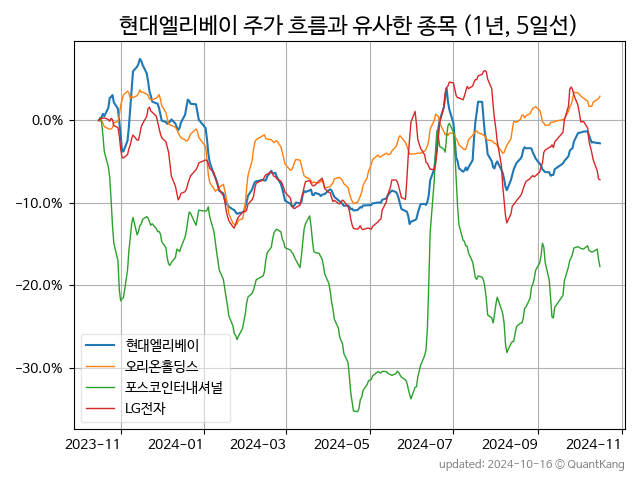 현대엘리베이 주가 흐름과 유사한 종목 (1년, 5일선)
0.0%
−10.0%
−20.0%
−30.0%
현대엘리베이
오리온홀딩스
포스코인터내셔널
LG전자
2023-11 2024-01 2024-03 2024-05 2024-07 2024-09 2024-11
updated: 2024-10-16 © QuantKang